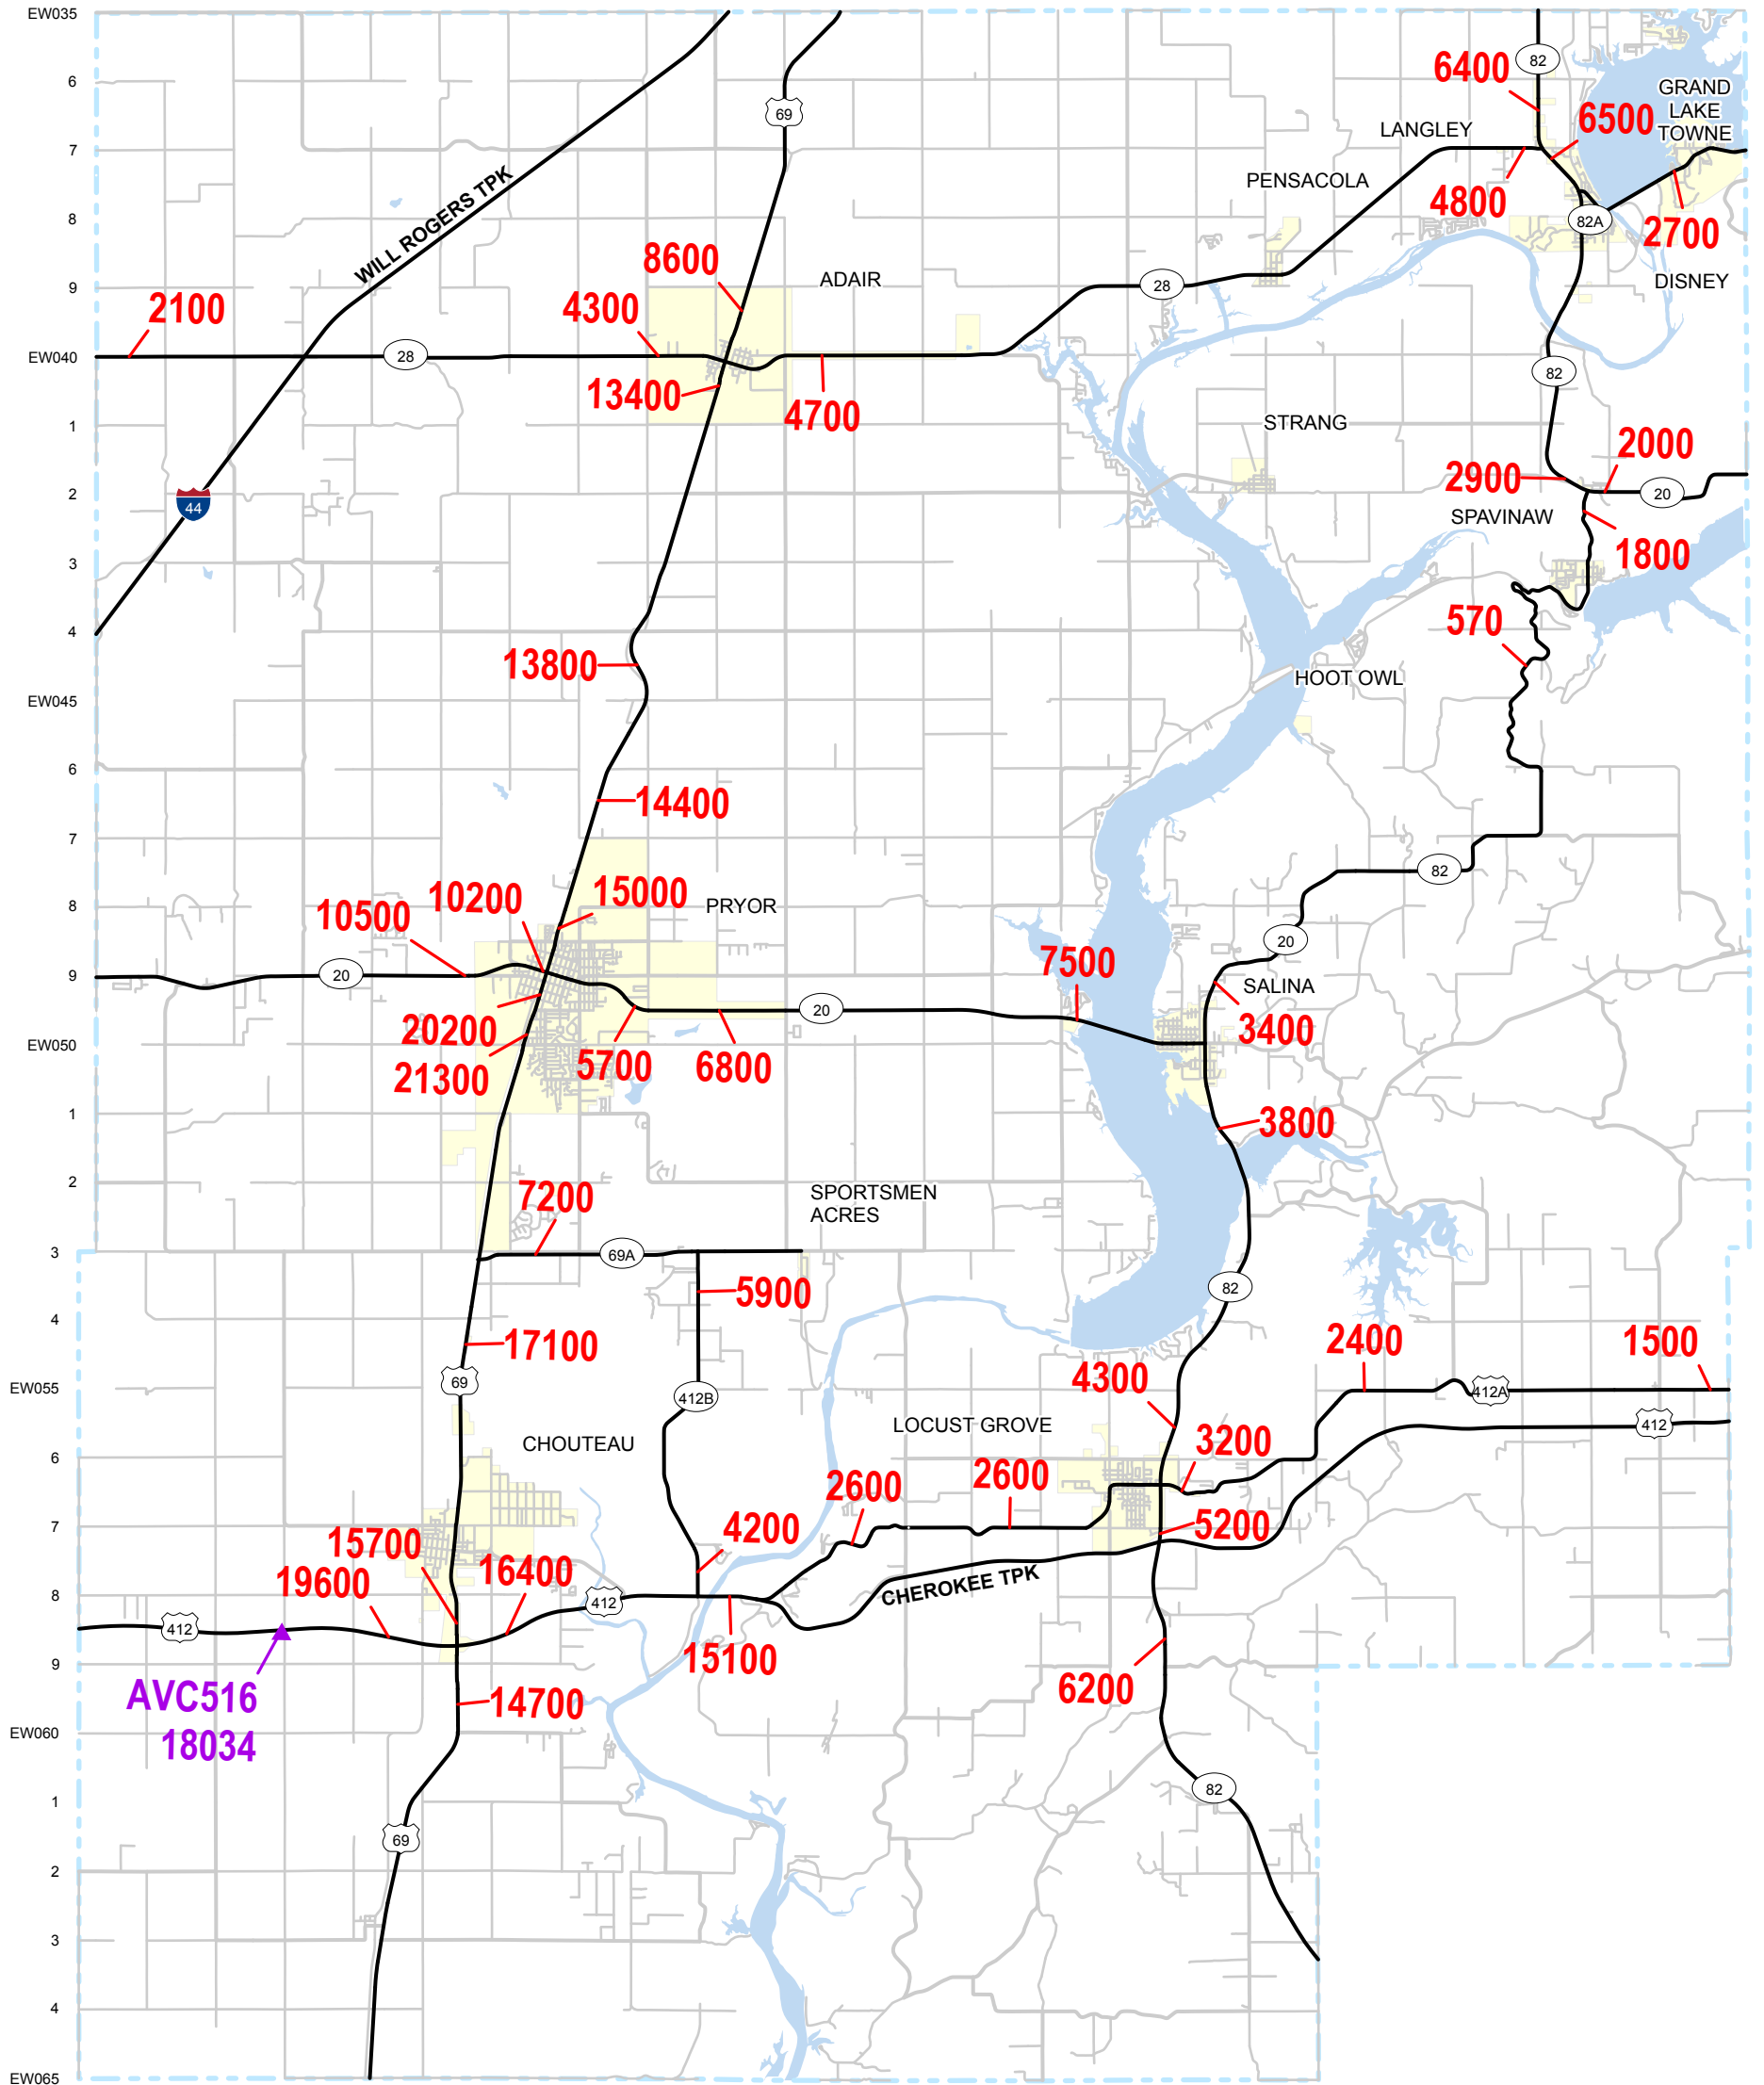 EW035
6
7
8
9
EW040
1
2
3
4
EW045
6
7
8
9
EW050
1
2
3
4
EW055
6
7
8
9
EW060
1
2
3
4
EW065
82
6400
GRAND
LAKE
TOWNE
69
6500
LANGLEY
WILL ROGERS TPK
PENSACOLA
4800
82A
2700
8600
ADAIR
DISNEY
28
2100
4300
28
82
13400
4700
STRANG
2000
2900
20
44
SPAVINAW
1800
570
13800
HOOT OWL
14400
82
10200
15000
PRYOR
10500
20
7500
20
SALINA
20
20200
3400
5700
6800
21300
3800
7200
SPORTSMEN
ACRES
69A
5900
82
17100
2400
1500
69
4300
412A
412B
LOCUST GROVE
412
CHOUTEAU
3200
2600
2600
4200
5200
15700
16400
19600
CHEROKEE TPK
412
412
15100
6200
AVC516
18034
14700
82
69